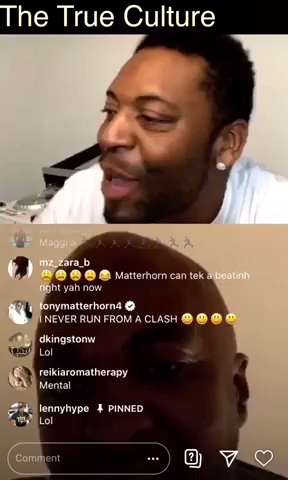 The True Culture
Maggi a 🏃🏃🏃🏃🏃🏃🏃🏃
mz_zara_b
😩😩😩😩😂 Matterhorn can tek a beatinh
right yah now
tonymatterhorn4
I NEVER RUN FROM A CLASH 😃😃😃😃
dkingstonw
Lol
reikiaromatherapy
Mental
lennyhype PINNED
Lol
Comment